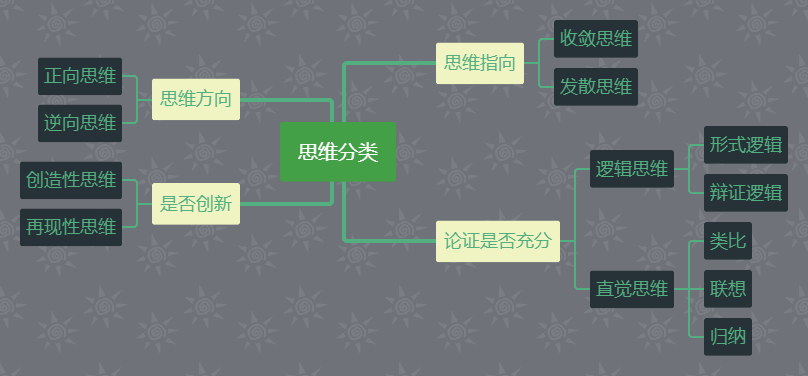 思维分类
思维指向
收敛思维
发散思维
论证是否充分
逻辑思维
形式逻辑
辩证逻辑
直觉思维
类比
联想
归纳
思维方向
正向思维
逆向思维
是否创新
创造性思维
再现性思维